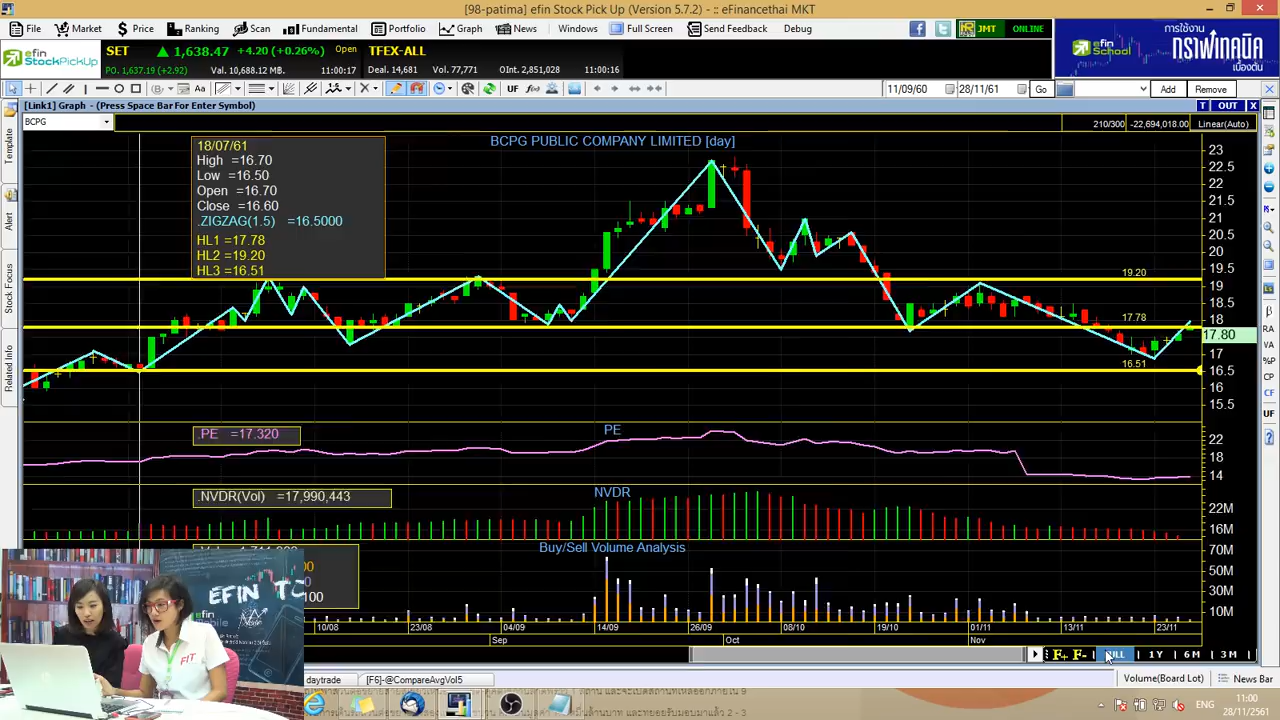 [98-patima] efin Stock Pick Up (Version 5.7.2) - :: eFinancethai MKT
File Market Price Ranking Scan Fundamental Portfolio Graph News Windows Full Screen Send Feedback Debug
JMT ONLINE
efin StockPickUp
SET 1,638.47 +4.20 (+0.26%) Open TFEX-ALL
PO. 1,637.19 (+2.92) Val. 10,688.12 MB. 11:00:17 Deal. 14,681 Vol. 77,771 OInt. 2,851,028 11:00:16
efin School
การใช้งาน
กราฟเทคนิค
เบื้องต้น
UF f(x) 11/09/60 28/11/61 Go Add Remove
[Link1] Graph - (Press Space Bar For Enter Symbol) T OUT X
BCPG 210/300 -22,694,018.00 Linear(Auto)
Template
Alert
Stock Focus
Related Info
BCPG PUBLIC COMPANY LIMITED [day]
18/07/61
High =16.70
Low =16.50
Open =16.70
Close =16.60
.ZIGZAG(1.5) =16.5000
HL1 =17.78
HL2 =19.20
HL3 =16.51
19.20
17.78
16.51
23
22.5
22
21.5
21
20.5
20
19.5
19
18.5
18
17.80
17
16.5
16
15.5
RA
VA
%P
CP
CF
UF
.PE =17.320
PE
22
18
14
.NVDR(Vol) =17,990,443
NVDR
22M
16M
Buy/Sell Volume Analysis
70M
50M
30M
10M
10/08 23/08 04/09 14/09 26/09 08/10 19/10 01/11 13/11 23/11
Sep Oct Nov
F+ F- 1Y 6M 3M
daytrade [F6]-@CompareAvgVol5 Volume(Board Lot) News Bar
EFIN
efin Mobile
FIT
ENG 11:00
28/11/2561